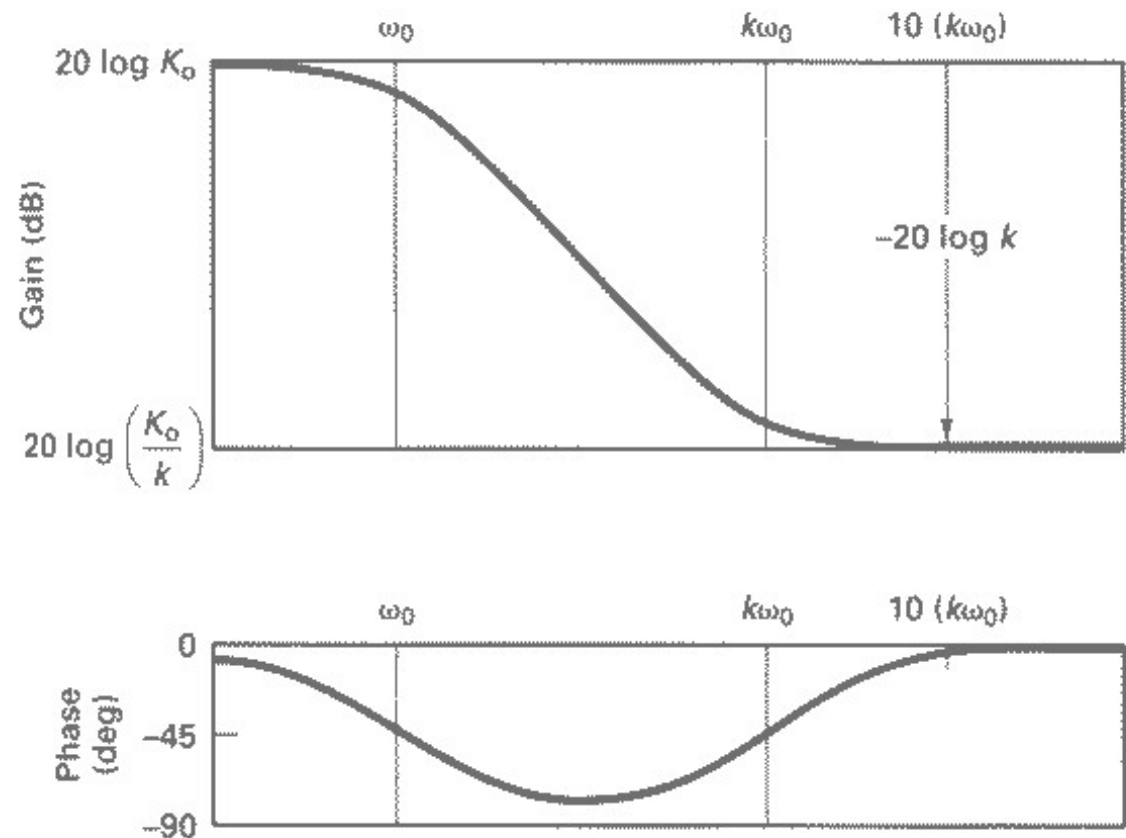 ω₀ kω₀ 10 (kω₀)
20 log Kₒ
Gain (dB)
–20 log k
20 log (Kₒ/k)
ω₀ kω₀ 10 (kω₀)
0
Phase
(deg)
–45
–90